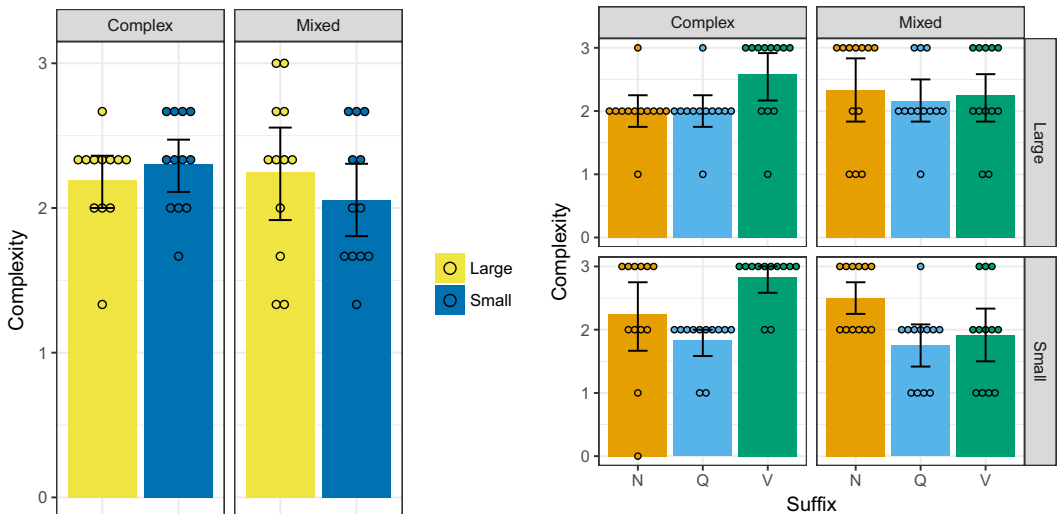 Complex Mixed
3
2
1
0
Complexity
Large
Small
Complex Mixed
3
2
1
0
Large
3
2
1
0
Small
Complexity
N Q V N Q V
Suffix